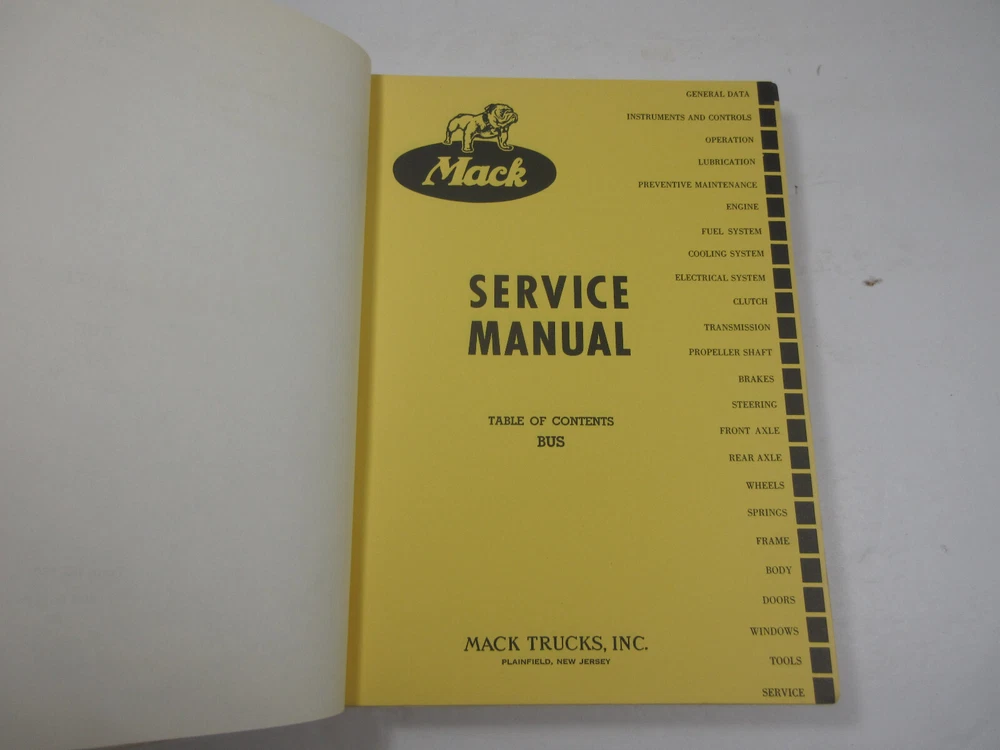 Mack
SERVICE
MANUAL
TABLE OF CONTENTS
BUS
MACK TRUCKS, INC.
PLAINFIELD, NEW JERSEY
GENERAL DATA
INSTRUMENTS AND CONTROLS
OPERATION
LUBRICATION
PREVENTIVE MAINTENANCE
ENGINE
FUEL SYSTEM
COOLING SYSTEM
ELECTRICAL SYSTEM
CLUTCH
TRANSMISSION
PROPELLER SHAFT
BRAKES
STEERING
FRONT AXLE
REAR AXLE
WHEELS
SPRINGS
FRAME
BODY
DOORS
WINDOWS
TOOLS
SERVICE